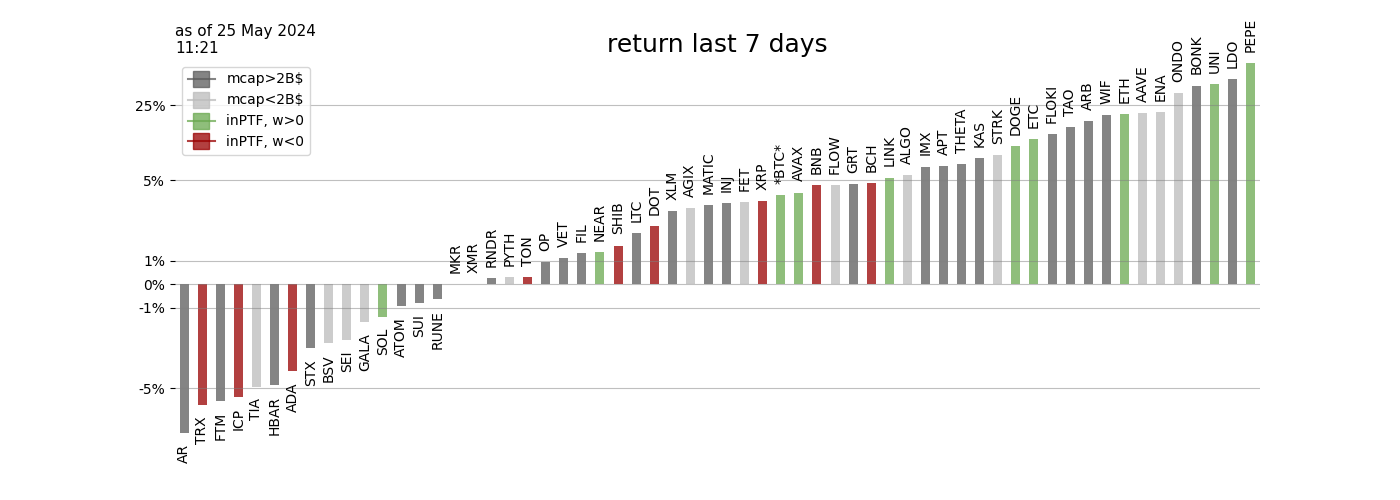 as of 25 May 2024
11:21
return last 7 days
mcap>2B$
mcap<2B$
inPTF, w>0
inPTF, w<0
25%
5%
1%
0%
-1%
-5%
AR
TRX
FTM
ICP
TIA
HBAR
ADA
STX
BSV
SEI
GALA
SOL
ATOM
SUI
RUNE
MKR
XMR
RNDR
PYTH
TON
OP
VET
FIL
NEAR
SHIB
LTC
DOT
XLM
AGIX
MATIC
INJ
FET
XRP
*BTC*
AVAX
BNB
FLOW
GRT
BCH
LINK
ALGO
IMX
APT
THETA
KAS
STRK
DOGE
ETC
FLOKI
TAO
ARB
WIF
ETH
AAVE
ENA
ONDO
BONK
UNI
LDO
PEPE